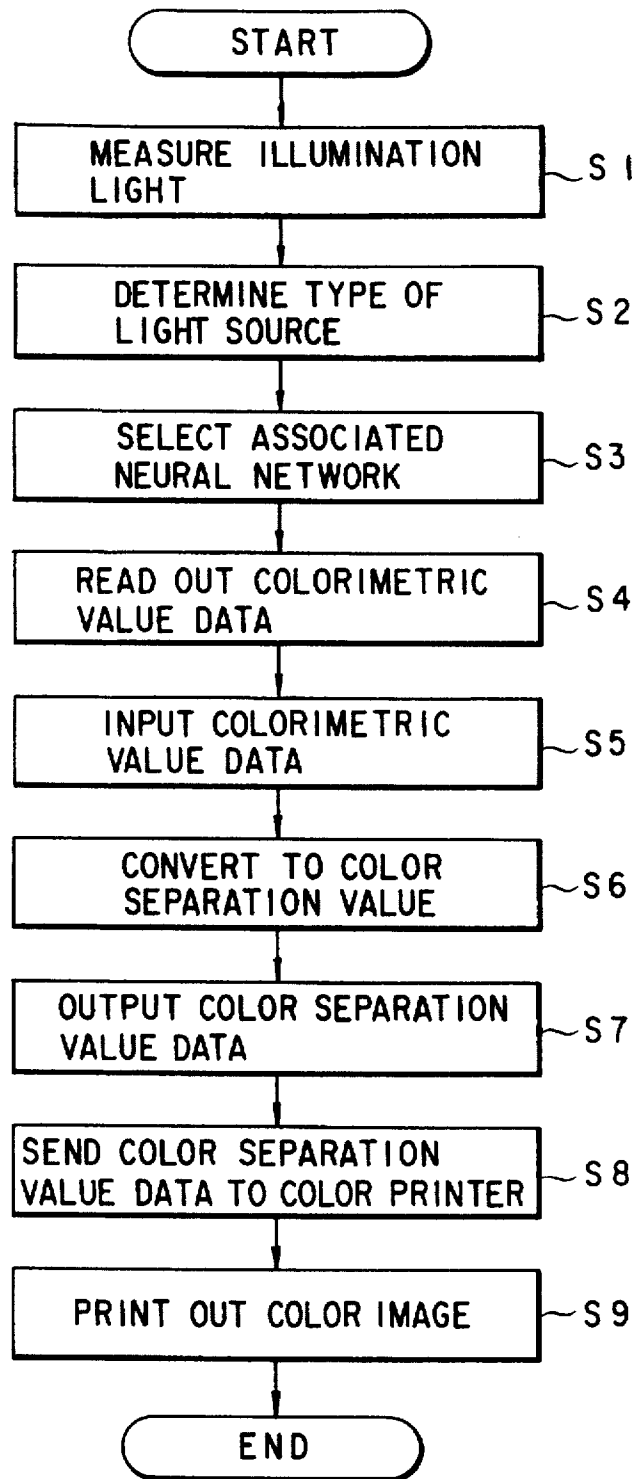 START
MEASURE ILLUMINATION
LIGHT
S1
DETERMINE TYPE OF
LIGHT SOURCE
S2
SELECT ASSOCIATED
NEURAL NETWORK
S3
READ OUT COLORIMETRIC
VALUE DATA
S4
INPUT COLORIMETRIC
VALUE DATA
S5
CONVERT TO COLOR
SEPARATION VALUE
S6
OUTPUT COLOR SEPARATION
VALUE DATA
S7
SEND COLOR SEPARATION
VALUE DATA TO COLOR PRINTER
S8
PRINT OUT COLOR IMAGE
S9
END